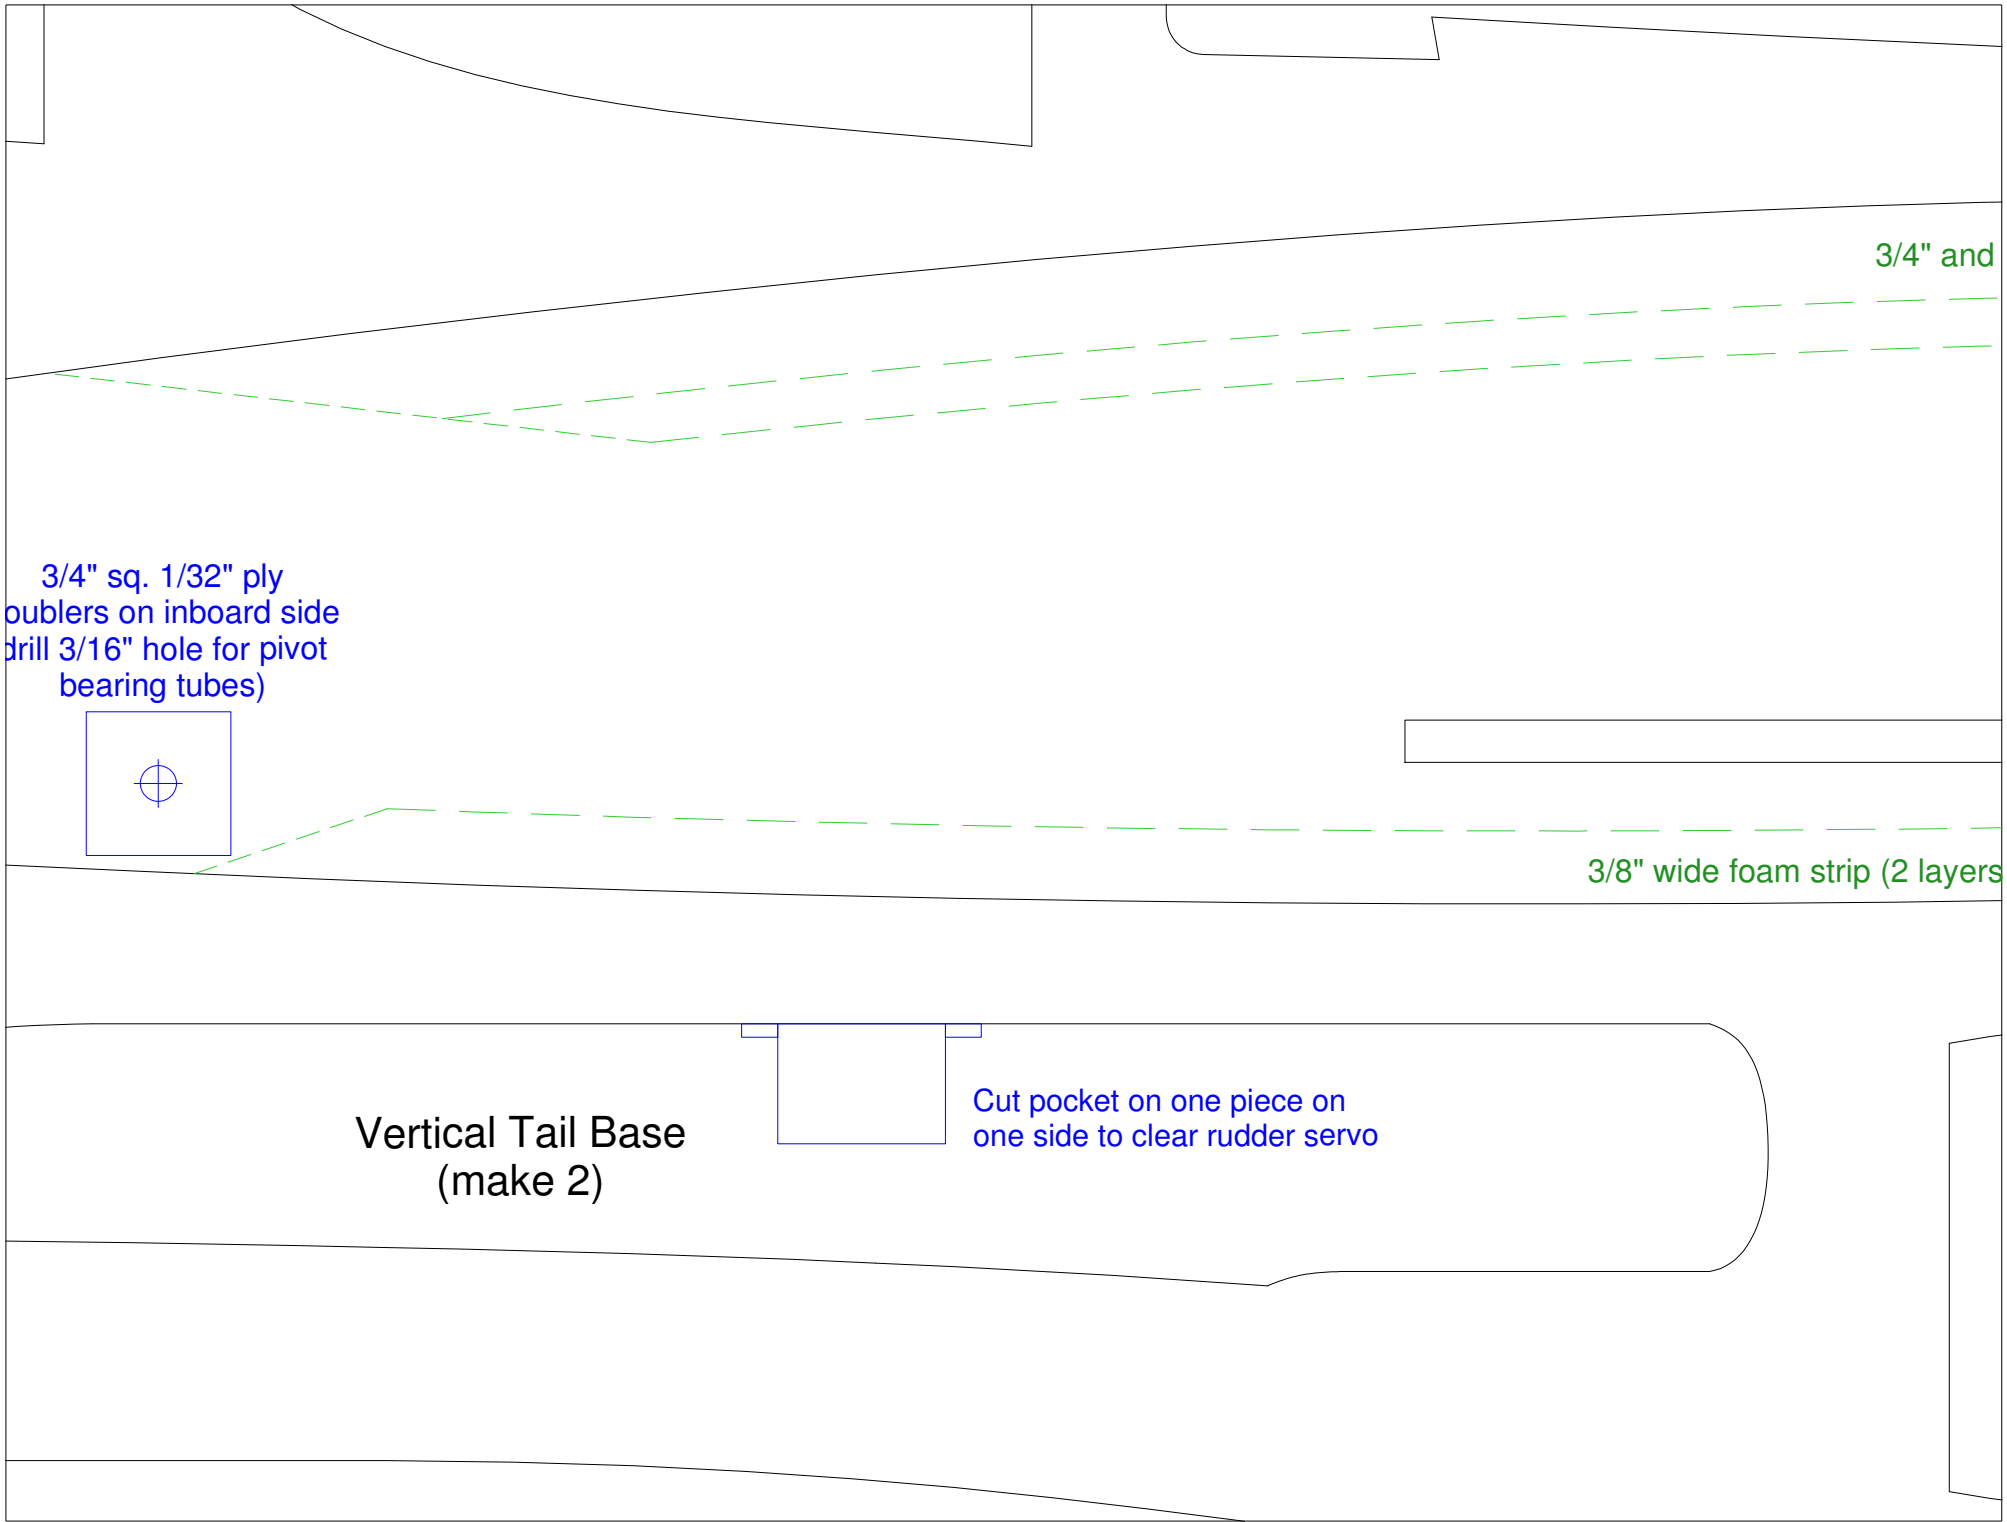 3/4" and
3/4" sq. 1/32" ply
oublers on inboard side
drill 3/16" hole for pivot
bearing tubes)
3/8" wide foam strip (2 layers
Cut pocket on one piece on
one side to clear rudder servo
Vertical Tail Base
(make 2)